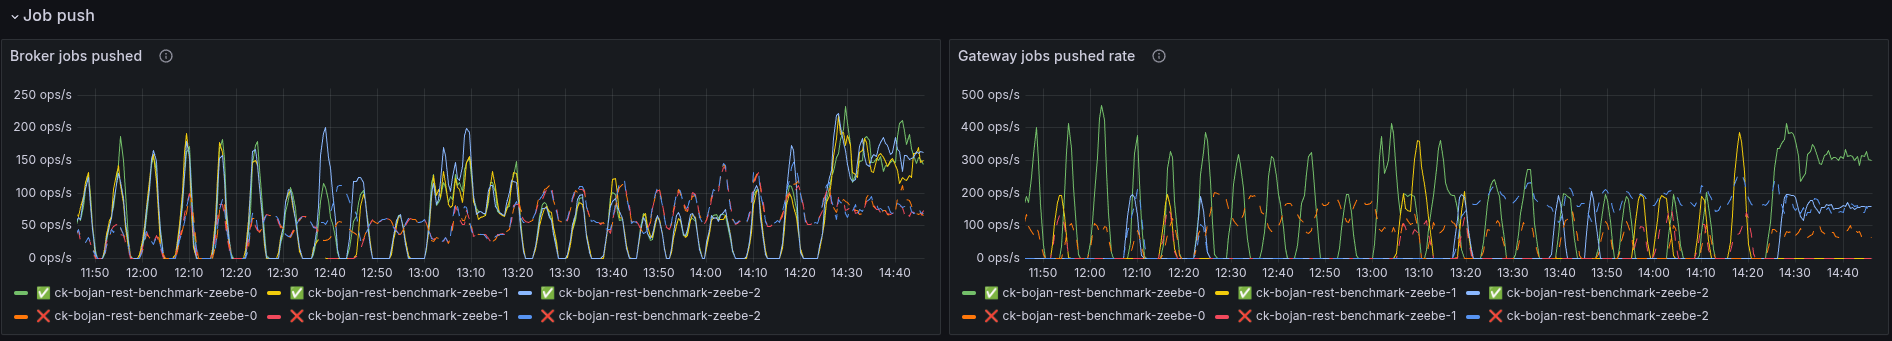 Job push
Broker jobs pushed
250 ops/s
200 ops/s
150 ops/s
100 ops/s
50 ops/s
0 ops/s
11:50 12:00 12:10 12:20 12:30 12:40 12:50 13:00 13:10 13:20 13:30 13:40 13:50 14:00 14:10 14:20 14:30 14:40
✅ ck-bojan-rest-benchmark-zeebe-0 ✅ ck-bojan-rest-benchmark-zeebe-1 ✅ ck-bojan-rest-benchmark-zeebe-2
❌ ck-bojan-rest-benchmark-zeebe-0 ❌ ck-bojan-rest-benchmark-zeebe-1 ❌ ck-bojan-rest-benchmark-zeebe-2
Gateway jobs pushed rate
500 ops/s
400 ops/s
300 ops/s
200 ops/s
100 ops/s
0 ops/s
11:50 12:00 12:10 12:20 12:30 12:40 12:50 13:00 13:10 13:20 13:30 13:40 13:50 14:00 14:10 14:20 14:30 14:40
✅ ck-bojan-rest-benchmark-zeebe-0 ✅ ck-bojan-rest-benchmark-zeebe-1 ✅ ck-bojan-rest-benchmark-zeebe-2
❌ ck-bojan-rest-benchmark-zeebe-0 ❌ ck-bojan-rest-benchmark-zeebe-1 ❌ ck-bojan-rest-benchmark-zeebe-2